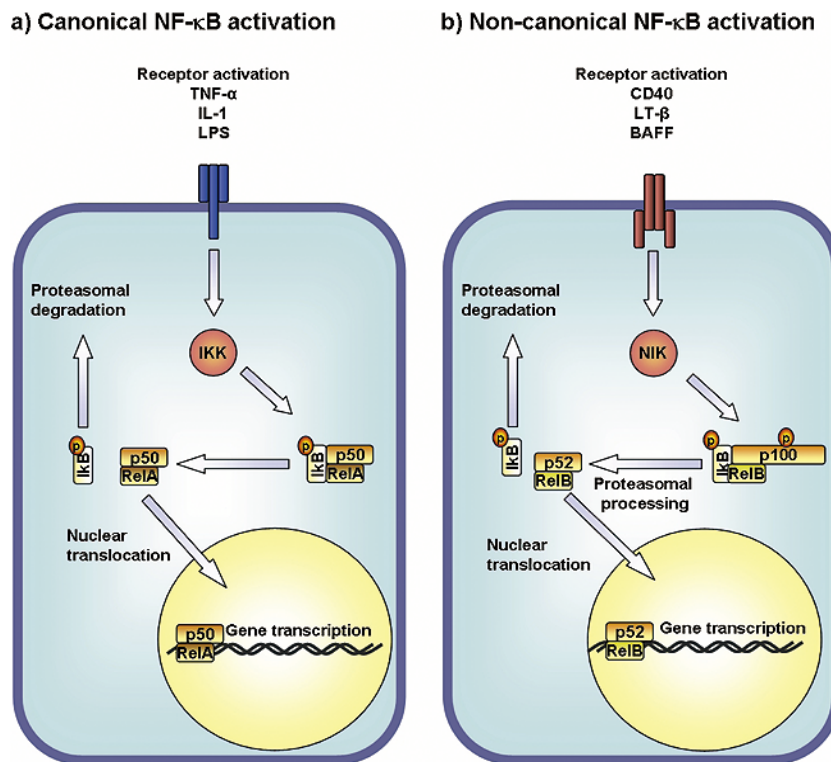 a) Canonical NF-κB activation
Receptor activation
TNF-α
IL-1
LPS
Proteasomal
degradation
IKK
p
IκB
p50
RelA
p
IκB
p50
RelA
Nuclear
translocation
p50
RelA
Gene transcription
b) Non-canonical NF-κB activation
Receptor activation
CD40
LT-β
BAFF
Proteasomal
degradation
NIK
p
IκB
p52
RelB
Proteasomal
processing
p
p
IκB
p100
RelB
Nuclear
translocation
p52
RelB
Gene transcription